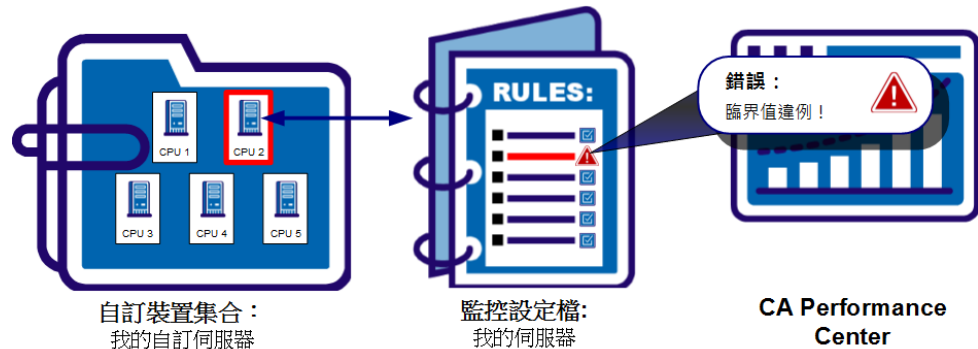 CPU 1
CPU 2
CPU 3
CPU 4
CPU 5
自訂裝置集合：
我的自訂伺服器
RULES:
監控設定檔:
我的伺服器
錯誤：
臨界值違例！
CA Performance
Center